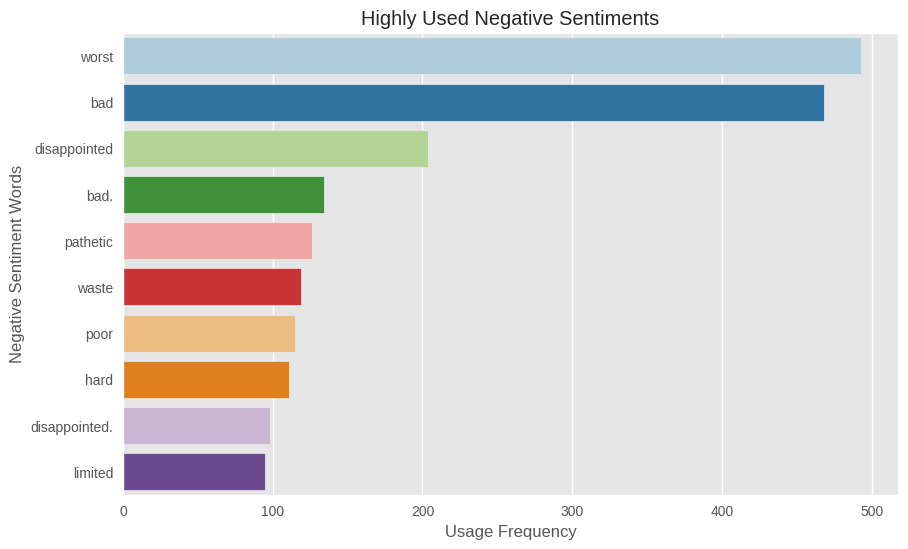 Highly Used Negative Sentiments
worst
bad
disappointed
bad.
pathetic
waste
poor
hard
disappointed.
limited
Negative Sentiment Words
0 100 200 300 400 500
Usage Frequency